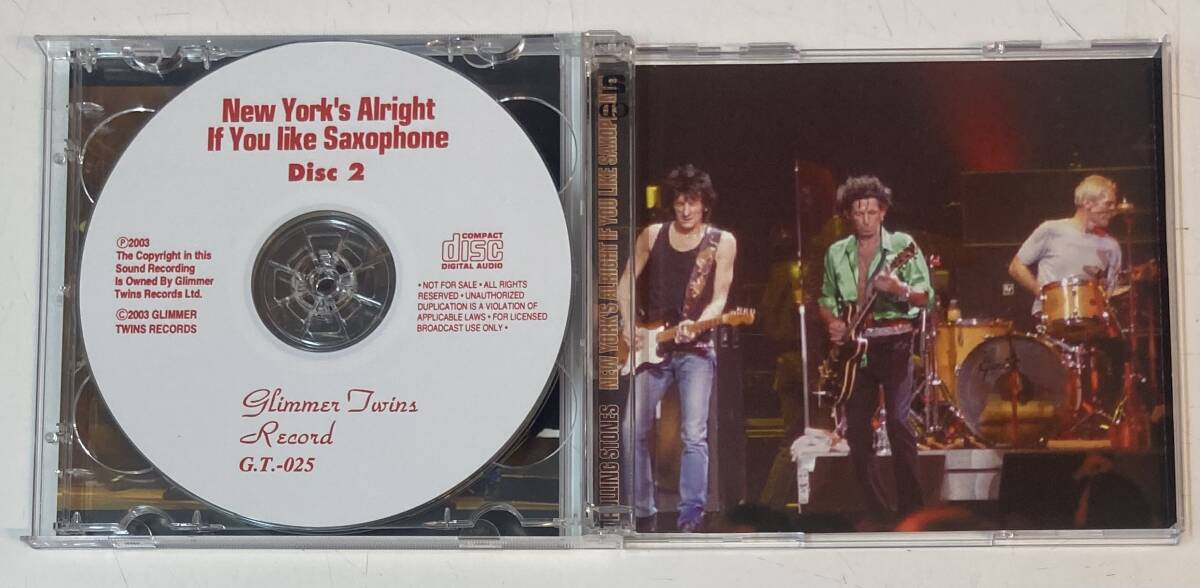 New York's Alright
If You like Saxophone
Disc 2
℗2003
The Copyright in this
Sound Recording
Is Owned By Glimmer
Twins Records Ltd.
©2003 GLIMMER
TWINS RECORDS
COMPACT
disc
DIGITAL AUDIO
• NOT FOR SALE • ALL RIGHTS
RESERVED • UNAUTHORIZED
DUPLICATION IS A VIOLATION OF
APPLICABLE LAWS • FOR LICENSED
BROADCAST USE ONLY •
Glimmer Twins
Record
G.T.-025
ROLLING STONES NEW YORK'S ALRIGHT IF YOU LIKE SAXOPHONE